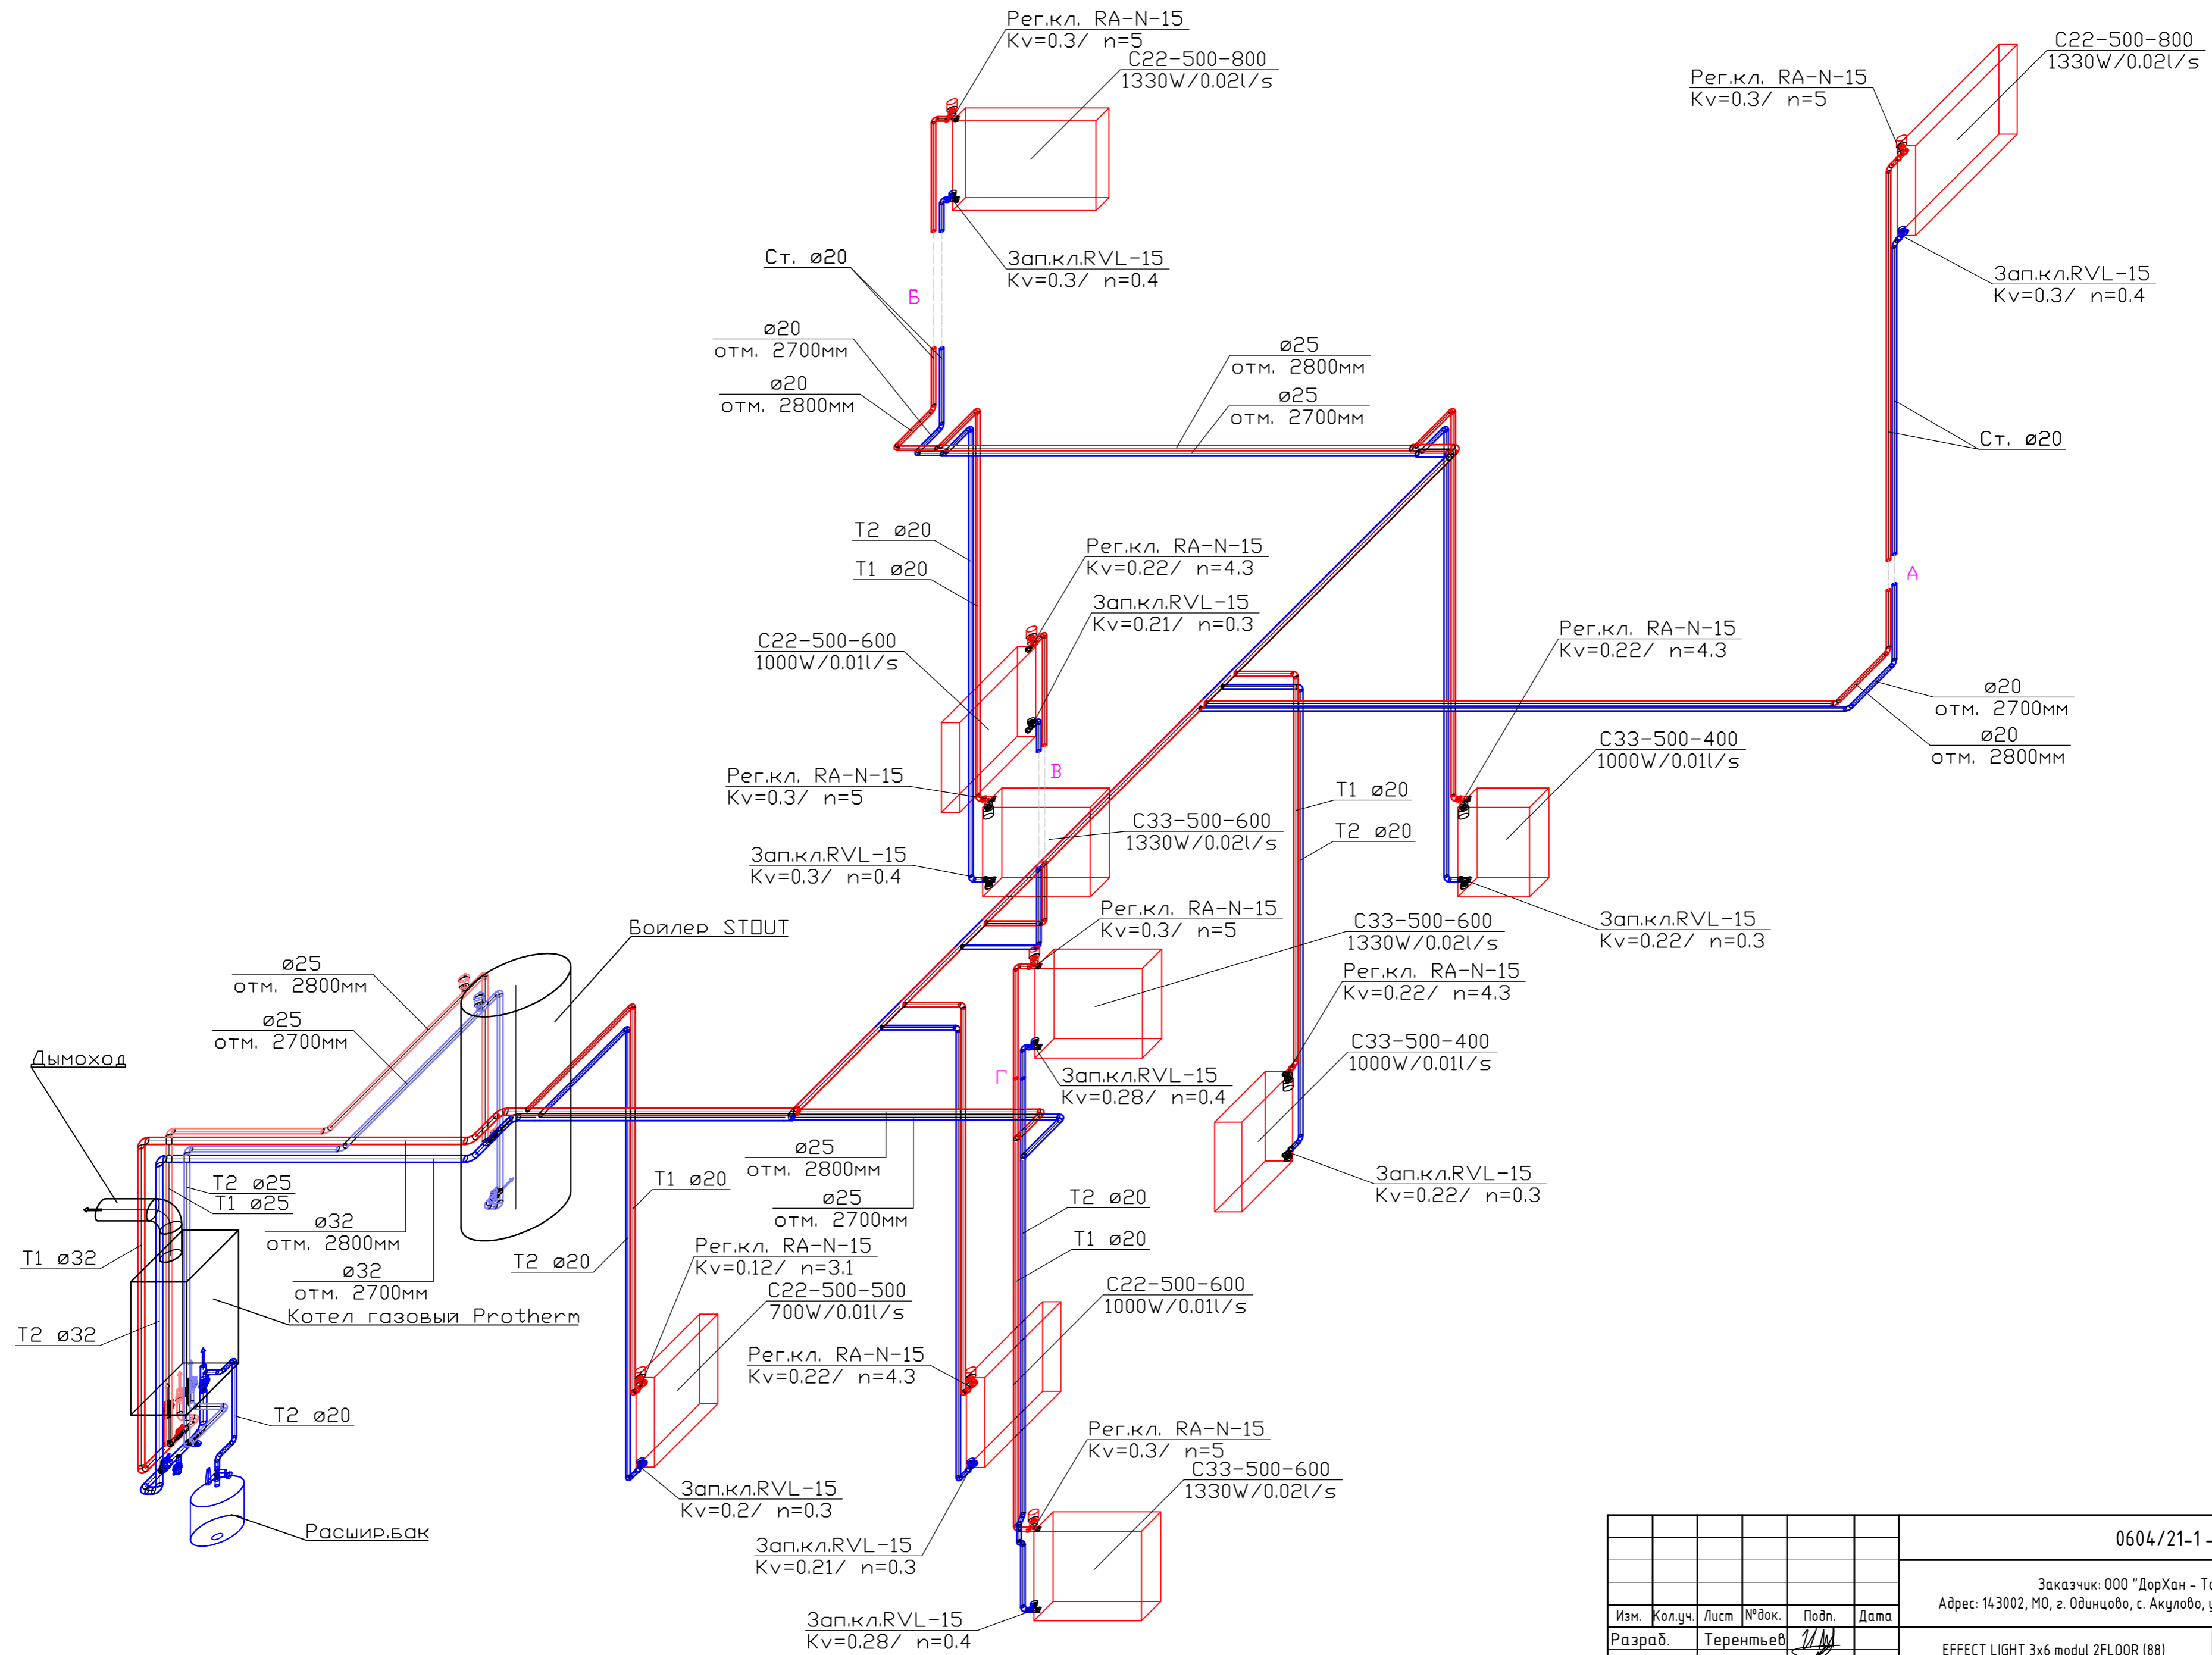 Рег.кл. RA-N-15
Kv=0.3/ n=5
C22-500-800
1330W/0.02l/s
C22-500-800
1330W/0.02l/s
Рег.кл. RA-N-15
Kv=0.3/ n=5
Ст. ø20
Зап.кл.RVL-15
Kv=0.3/ n=0.4
Зап.кл.RVL-15
Kv=0.3/ n=0.4
Б
ø20
отм. 2700мм
ø20
отм. 2800мм
ø25
отм. 2800мм
ø25
отм. 2700мм
Ст. ø20
T2 ø20
T1 ø20
Рег.кл. RA-N-15
Kv=0.22/ n=4.3
Зап.кл.RVL-15
Kv=0.21/ n=0.3
А
C22-500-600
1000W/0.01l/s
Рег.кл. RA-N-15
Kv=0.22/ n=4.3
ø20
отм. 2700мм
ø20
отм. 2800мм
C33-500-400
1000W/0.01l/s
Рег.кл. RA-N-15
Kv=0.3/ n=5
В
T1 ø20
T2 ø20
C33-500-600
1330W/0.02l/s
Зап.кл.RVL-15
Kv=0.3/ n=0.4
Рег.кл. RA-N-15
Kv=0.3/ n=5
C33-500-600
1330W/0.02l/s
Зап.кл.RVL-15
Kv=0.22/ n=0.3
Бойлер STOUT
ø25
отм. 2800мм
ø25
отм. 2700мм
Рег.кл. RA-N-15
Kv=0.22/ n=4.3
C33-500-400
1000W/0.01l/s
Дымоход
Г
Зап.кл.RVL-15
Kv=0.28/ n=0.4
ø25
отм. 2800мм
ø25
отм. 2700мм
Зап.кл.RVL-15
Kv=0.22/ n=0.3
T2 ø25
T1 ø25
T1 ø20
T2 ø20
T1 ø20
ø32
отм. 2800мм
ø32
отм. 2700мм
T1 ø32
T2 ø20
Рег.кл. RA-N-15
Kv=0.12/ n=3.1
C22-500-500
700W/0.01l/s
C22-500-600
1000W/0.01l/s
Котел газовый Protherm
T2 ø32
Рег.кл. RA-N-15
Kv=0.22/ n=4.3
T2 ø20
Рег.кл. RA-N-15
Kv=0.3/ n=5
C33-500-600
1330W/0.02l/s
Зап.кл.RVL-15
Kv=0.2/ n=0.3
Расшир.бак
Зап.кл.RVL-15
Kv=0.21/ n=0.3
Зап.кл.RVL-15
Kv=0.28/ n=0.4
0604/21-1 -
Заказчик: ООО "ДорХан -
Адрес: 143002, МО, г. Одинцово, с. Акулово,
Изм. Кол.уч. Лист №док. Подп. Дата
Разраб. Терентьев
EFFECT LIGHT 3x6 modul 2FLOOR (88)